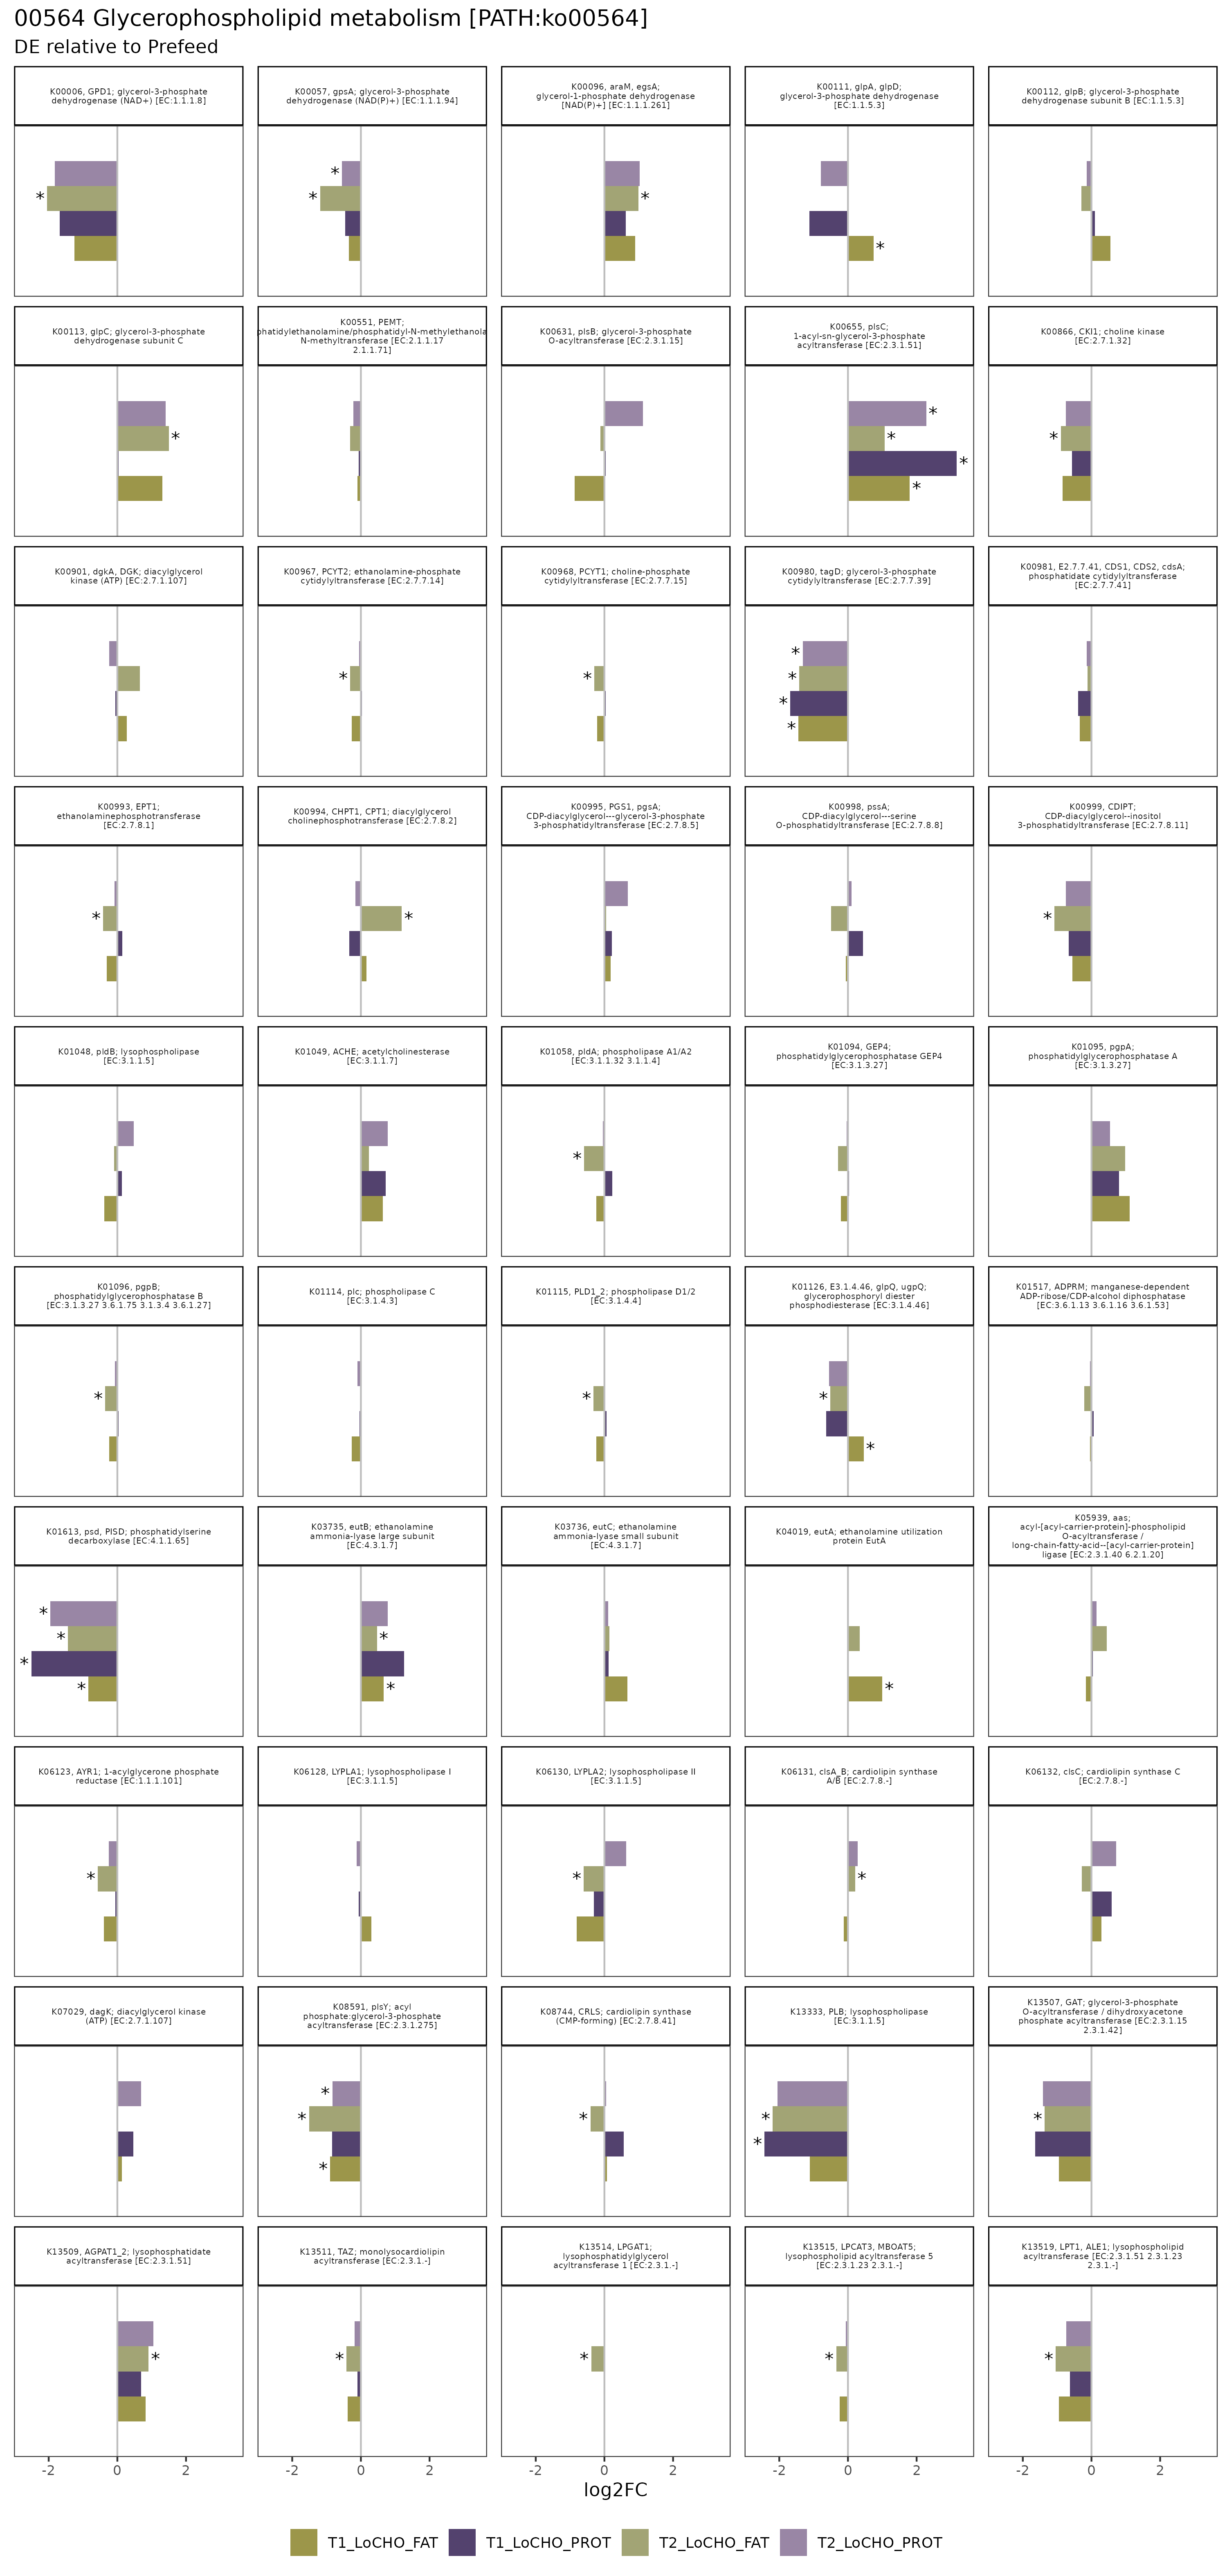 00564 Glycerophospholipid metabolism [PATH:ko00564]
DE relative to Prefeed
K00006, GPD1; glycerol-3-phosphate
dehydrogenase (NAD+) [EC:1.1.1.8]
K00057, gpsA; glycerol-3-phosphate
dehydrogenase (NAD(P)+) [EC:1.1.1.94]
K00096, araM, egsA;
glycerol-1-phosphate dehydrogenase
[NAD(P)+] [EC:1.1.1.261]
K00111, glpA, glpD;
glycerol-3-phosphate dehydrogenase
[EC:1.1.5.3]
K00112, glpB; glycerol-3-phosphate
dehydrogenase subunit B [EC:1.1.5.3]
*
*
*
*
*
K00113, glpC; glycerol-3-phosphate
dehydrogenase subunit C
K00551, PEMT;
phatidylethanolamine/phosphatidyl-N-methylethanola
N-methyltransferase [EC:2.1.1.17
2.1.1.71]
K00631, plsB; glycerol-3-phosphate
O-acyltransferase [EC:2.3.1.15]
K00655, plsC;
1-acyl-sn-glycerol-3-phosphate
acyltransferase [EC:2.3.1.51]
K00866, CKI1; choline kinase
[EC:2.7.1.32]
*
*
*
*
*
*
K00901, dgkA, DGK; diacylglycerol
kinase (ATP) [EC:2.7.1.107]
K00967, PCYT2; ethanolamine-phosphate
cytidylyltransferase [EC:2.7.7.14]
K00968, PCYT1; choline-phosphate
cytidylyltransferase [EC:2.7.7.15]
K00980, tagD; glycerol-3-phosphate
cytidylyltransferase [EC:2.7.7.39]
K00981, E2.7.7.41, CDS1, CDS2, cdsA;
phosphatidate cytidylyltransferase
[EC:2.7.7.41]
*
*
*
*
*
*
K00993, EPT1;
ethanolaminephosphotransferase
[EC:2.7.8.1]
K00994, CHPT1, CPT1; diacylglycerol
cholinephosphotransferase [EC:2.7.8.2]
K00995, PGS1, pgsA;
CDP-diacylglycerol---glycerol-3-phosphate
3-phosphatidyltransferase [EC:2.7.8.5]
K00998, pssA;
CDP-diacylglycerol---serine
O-phosphatidyltransferase [EC:2.7.8.8]
K00999, CDIPT;
CDP-diacylglycerol--inositol
3-phosphatidyltransferase [EC:2.7.8.11]
*
*
*
K01048, pldB; lysophospholipase
[EC:3.1.1.5]
K01049, ACHE; acetylcholinesterase
[EC:3.1.1.7]
K01058, pldA; phospholipase A1/A2
[EC:3.1.1.32 3.1.1.4]
K01094, GEP4;
phosphatidylglycerophosphatase GEP4
[EC:3.1.3.27]
K01095, pgpA;
phosphatidylglycerophosphatase A
[EC:3.1.3.27]
*
K01096, pgpB;
phosphatidylglycerophosphatase B
[EC:3.1.3.27 3.6.1.75 3.1.3.4 3.6.1.27]
K01114, plc; phospholipase C
[EC:3.1.4.3]
K01115, PLD1_2; phospholipase D1/2
[EC:3.1.4.4]
K01126, E3.1.4.46, glpQ, ugpQ;
glycerophosphoryl diester
phosphodiesterase [EC:3.1.4.46]
K01517, ADPRM; manganese-dependent
ADP-ribose/CDP-alcohol diphosphatase
[EC:3.6.1.13 3.6.1.16 3.6.1.53]
*
*
*
*
K01613, psd, PISD; phosphatidylserine
decarboxylase [EC:4.1.1.65]
K03735, eutB; ethanolamine
ammonia-lyase large subunit
[EC:4.3.1.7]
K03736, eutC; ethanolamine
ammonia-lyase small subunit
[EC:4.3.1.7]
K04019, eutA; ethanolamine utilization
protein EutA
K05939, aas;
acyl-[acyl-carrier-protein]-phospholipid
O-acyltransferase /
long-chain-fatty-acid--[acyl-carrier-protein]
ligase [EC:2.3.1.40 6.2.1.20]
*
*
*
*
*
*
*
K06123, AYR1; 1-acylglycerone phosphate
reductase [EC:1.1.1.101]
K06128, LYPLA1; lysophospholipase I
[EC:3.1.1.5]
K06130, LYPLA2; lysophospholipase II
[EC:3.1.1.5]
K06131, clsA_B; cardiolipin synthase
A/B [EC:2.7.8.-]
K06132, clsC; cardiolipin synthase C
[EC:2.7.8.-]
*
*
*
K07029, dagK; diacylglycerol kinase
(ATP) [EC:2.7.1.107]
K08591, plsY; acyl
phosphate:glycerol-3-phosphate
acyltransferase [EC:2.3.1.275]
K08744, CRLS; cardiolipin synthase
(CMP-forming) [EC:2.7.8.41]
K13333, PLB; lysophospholipase
[EC:3.1.1.5]
K13507, GAT; glycerol-3-phosphate
O-acyltransferase / dihydroxyacetone
phosphate acyltransferase [EC:2.3.1.15
2.3.1.42]
*
*
*
*
*
*
*
K13509, AGPAT1_2; lysophosphatidate
acyltransferase [EC:2.3.1.51]
K13511, TAZ; monolysocardiolipin
acyltransferase [EC:2.3.1.-]
K13514, LPGAT1;
lysophosphatidylglycerol
acyltransferase 1 [EC:2.3.1.-]
K13515, LPCAT3, MBOAT5;
lysophospholipid acyltransferase 5
[EC:2.3.1.23 2.3.1.-]
K13519, LPT1, ALE1; lysophospholipid
acyltransferase [EC:2.3.1.51 2.3.1.23
2.3.1.-]
*
*
*
*
*
-2 0 2 -2 0 2 -2 0 2 -2 0 2 -2 0 2
log2FC
T1_LoCHO_FAT T1_LoCHO_PROT T2_LoCHO_FAT T2_LoCHO_PROT